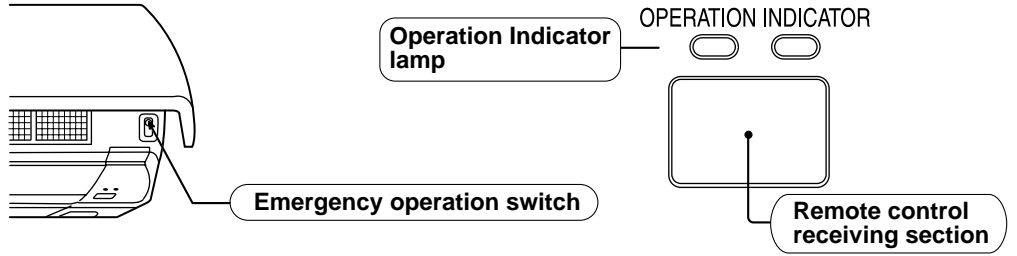 OPERATION INDICATOR
Operation Indicator
lamp
Emergency operation switch
Remote control
receiving section